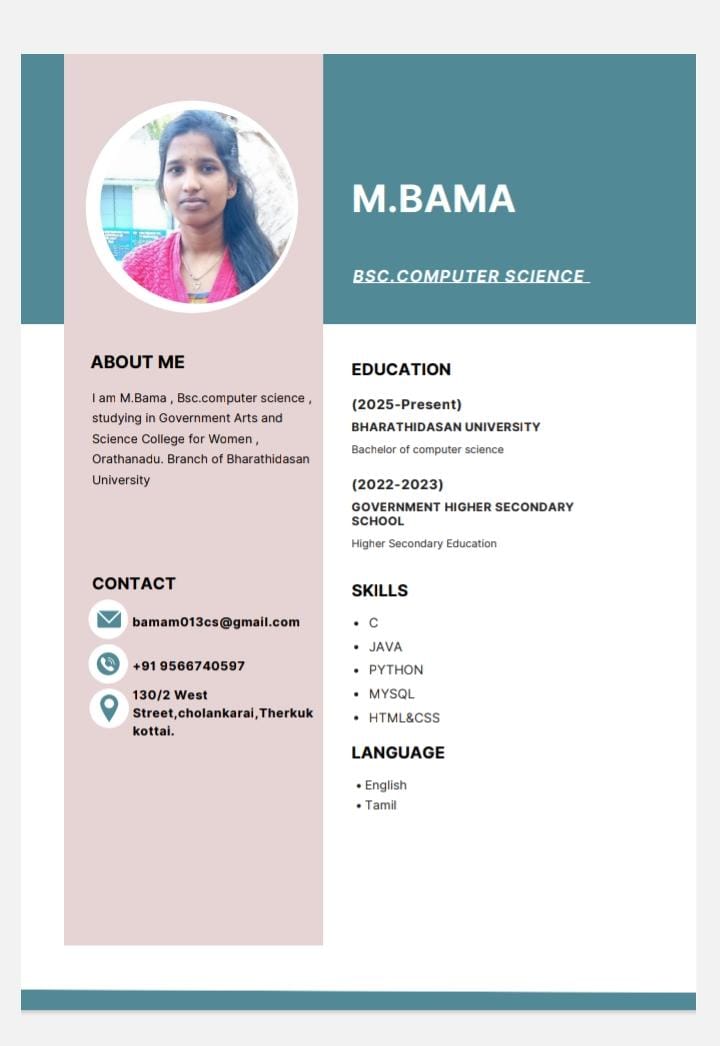 M.BAMA
BSC.COMPUTER SCIENCE
ABOUT ME
I am M.Bama , Bsc.computer science ,
studying in Government Arts and
Science College for Women ,
Orathanadu. Branch of Bharathidasan
University
CONTACT
bamam013cs@gmail.com
+91 9566740597
130/2 West
Street,cholankarai,Therkuk
kottai.
EDUCATION
(2025-Present)
BHARATHIDASAN UNIVERSITY
Bachelor of computer science
(2022-2023)
GOVERNMENT HIGHER SECONDARY
SCHOOL
Higher Secondary Education
SKILLS
• C
• JAVA
• PYTHON
• MYSQL
• HTML&CSS
LANGUAGE
• English
• Tamil